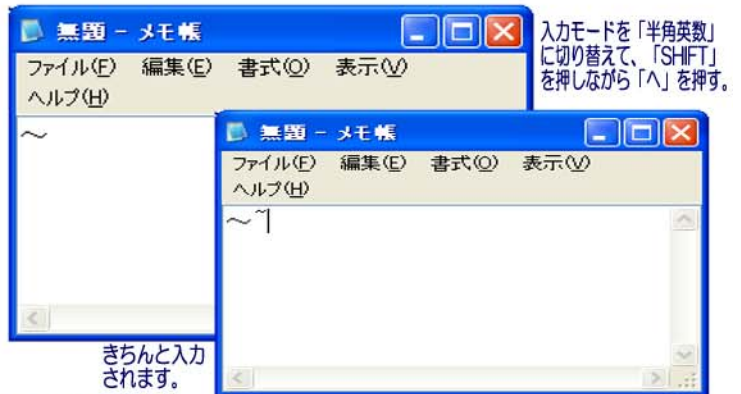 無題 - メモ帳
ファイル(F) 編集(E) 書式(O) 表示(V)
ヘルプ(H)
～
入力モードを「半角英数」
に切り替えて、「SHIFT」
を押しながら「へ」を押す。
無題 - メモ帳
ファイル(F) 編集(E) 書式(O) 表示(V)
ヘルプ(H)
～~
きちんと入力
されます。